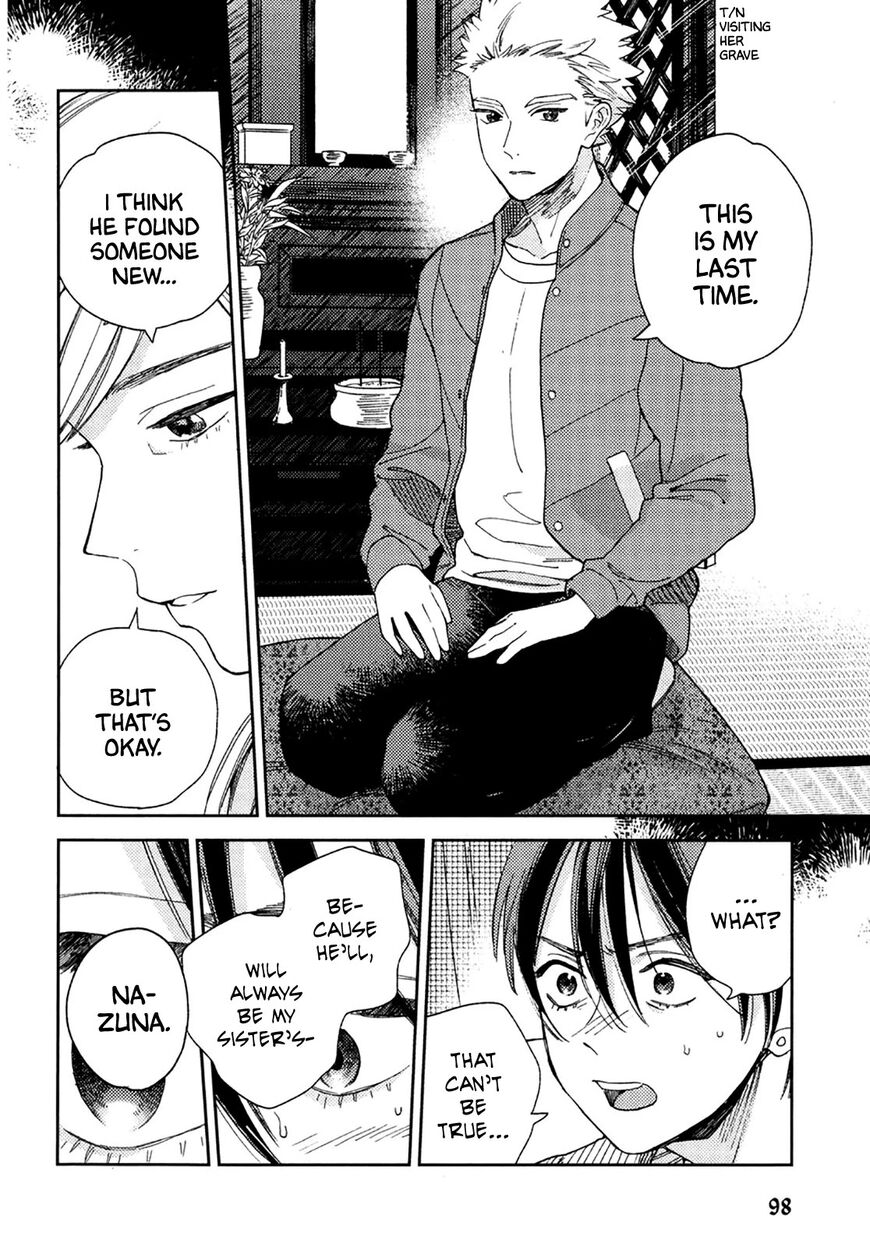 T/N
VISITING
HER
GRAVE
THIS
IS MY
LAST
TIME.
I THINK
HE FOUND
SOMEONE
NEW...
BUT
THAT'S
OKAY.
...
WHAT?
THAT
CAN'T
BE
TRUE...
BE-
CAUSE
HE'LL,
WILL
ALWAYS
BE MY
SISTER'S-
NA-
ZUNA.
98